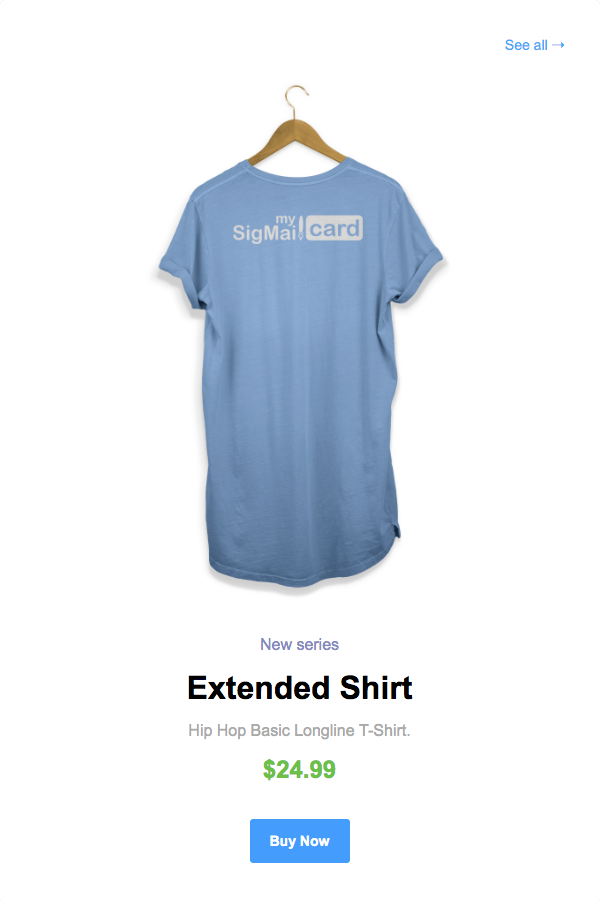 See all ➝
my
SigMail card
New series
Extended Shirt
Hip Hop Basic Longline T-Shirt.
$24.99
Buy Now